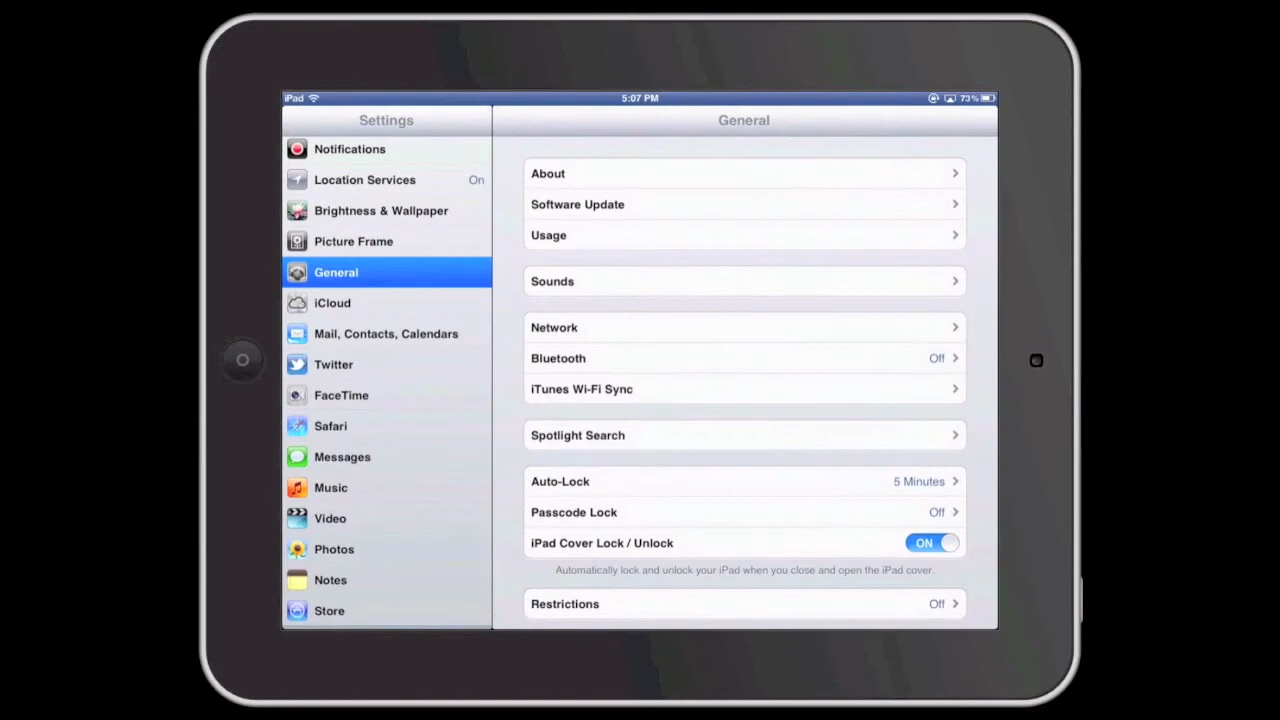 iPad 5:07 PM 73%
Settings
General
Notifications
Location Services On
Brightness & Wallpaper
Picture Frame
General
iCloud
Mail, Contacts, Calendars
Twitter
FaceTime
Safari
Messages
Music
Video
Photos
Notes
Store
About
Software Update
Usage
Sounds
Network
Bluetooth Off
iTunes Wi-Fi Sync
Spotlight Search
Auto-Lock 5 Minutes
Passcode Lock Off
iPad Cover Lock / Unlock ON
Automatically lock and unlock your iPad when you close and open the iPad cover.
Restrictions Off